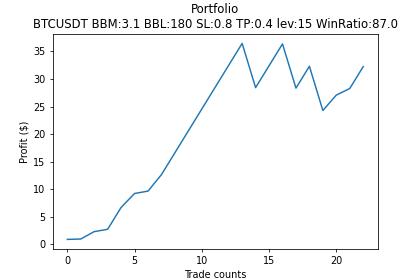 Portfolio
BTCUSDT BBM:3.1 BBL:180 SL:0.8 TP:0.4 lev:15 WinRatio:87.0
35
30
25
20
15
10
5
0
Profit ($)
0 5 10 15 20
Trade counts